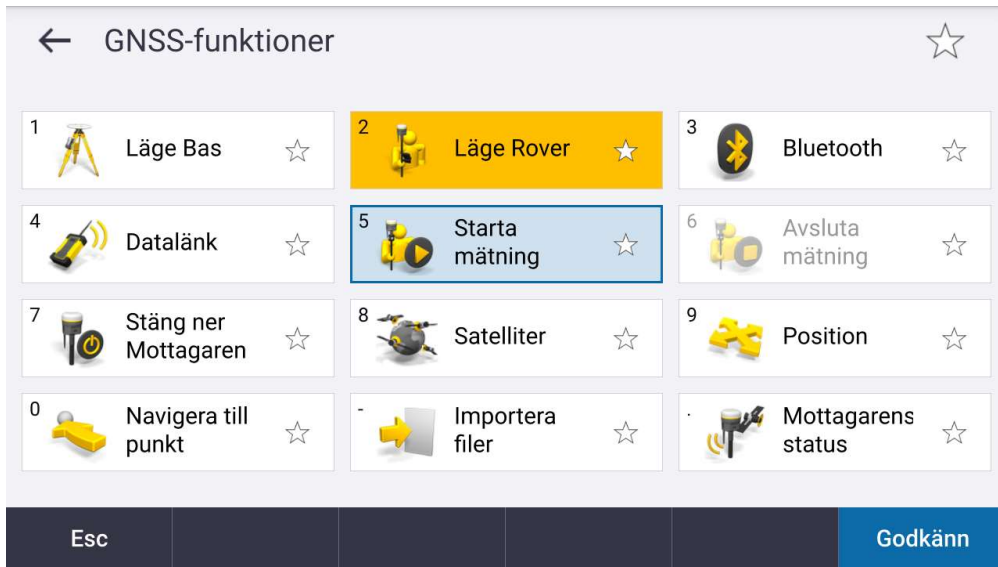 GNSS-funktioner
1 Läge Bas
2 Läge Rover
3 Bluetooth
4 Datalänk
5 Starta
mätning
6 Avsluta
mätning
7 Stäng ner
Mottagaren
8 Satelliter
9 Position
0 Navigera till
punkt
- Importera
filer
. Mottagarens
status
Esc
Godkänn